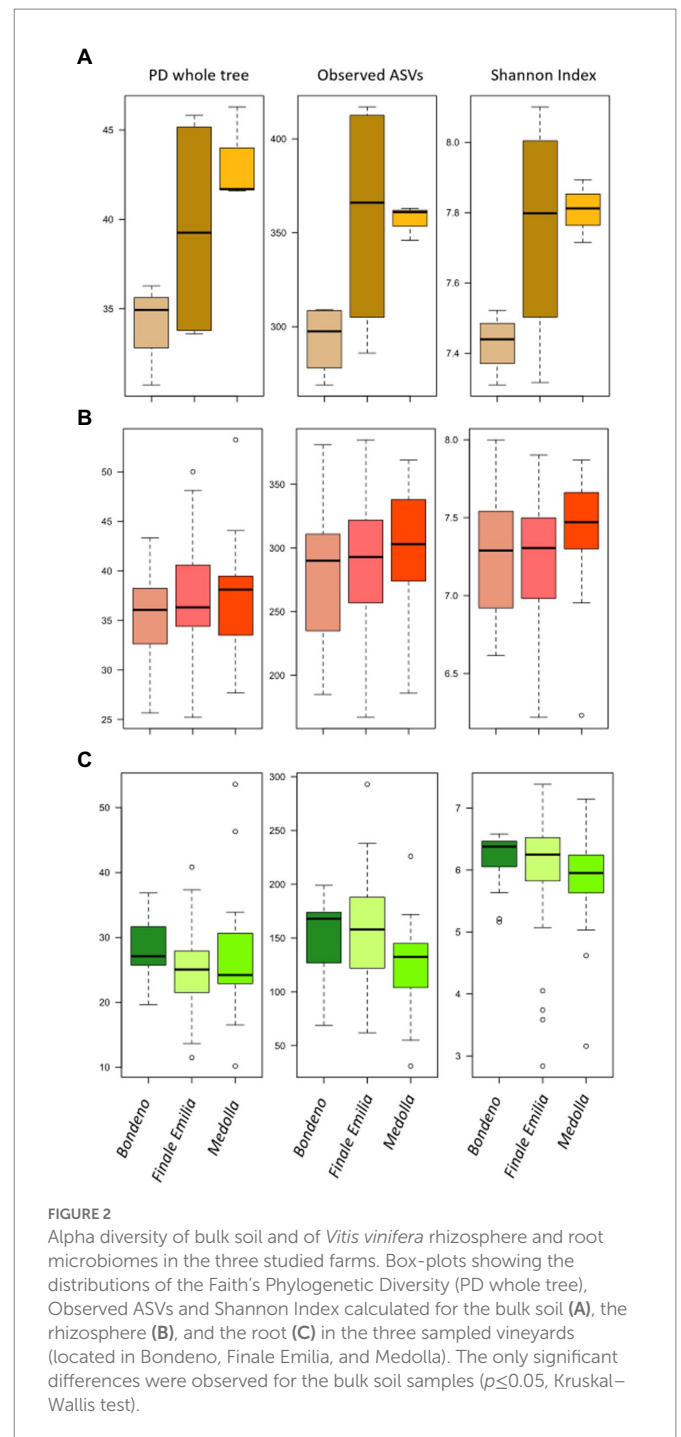 A
PD whole tree
Observed ASVs
Shannon Index
45
40
35
400
350
300
8.0
7.8
7.6
7.4
B
50
45
40
35
30
25
350
300
250
200
8.0
7.5
7.0
6.5
C
50
40
30
20
10
300
250
200
150
100
50
7
6
5
4
3
Bondeno
Finale Emilia
Medolla
Bondeno
Finale Emilia
Medolla
Bondeno
Finale Emilia
Medolla
FIGURE 2
Alpha diversity of bulk soil and of Vitis vinifera rhizosphere and root
microbiomes in the three studied farms. Box-plots showing the
distributions of the Faith's Phylogenetic Diversity (PD whole tree),
Observed ASVs and Shannon Index calculated for the bulk soil (A), the
rhizosphere (B), and the root (C) in the three sampled vineyards
(located in Bondeno, Finale Emilia, and Medolla). The only significant
differences were observed for the bulk soil samples (p≤0.05, Kruskal–
Wallis test).